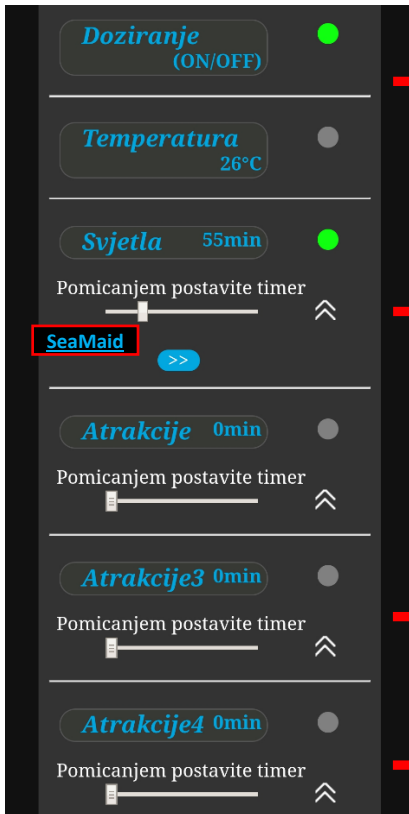 Doziranje
(ON/OFF)
Temperatura
26°C
Svjetla 55min
Pomicanjem postavite timer
SeaMaid
>>
Atrakcije 0min
Pomicanjem postavite timer
Atrakcije3 0min
Pomicanjem postavite timer
Atrakcije4 0min
Pomicanjem postavite timer